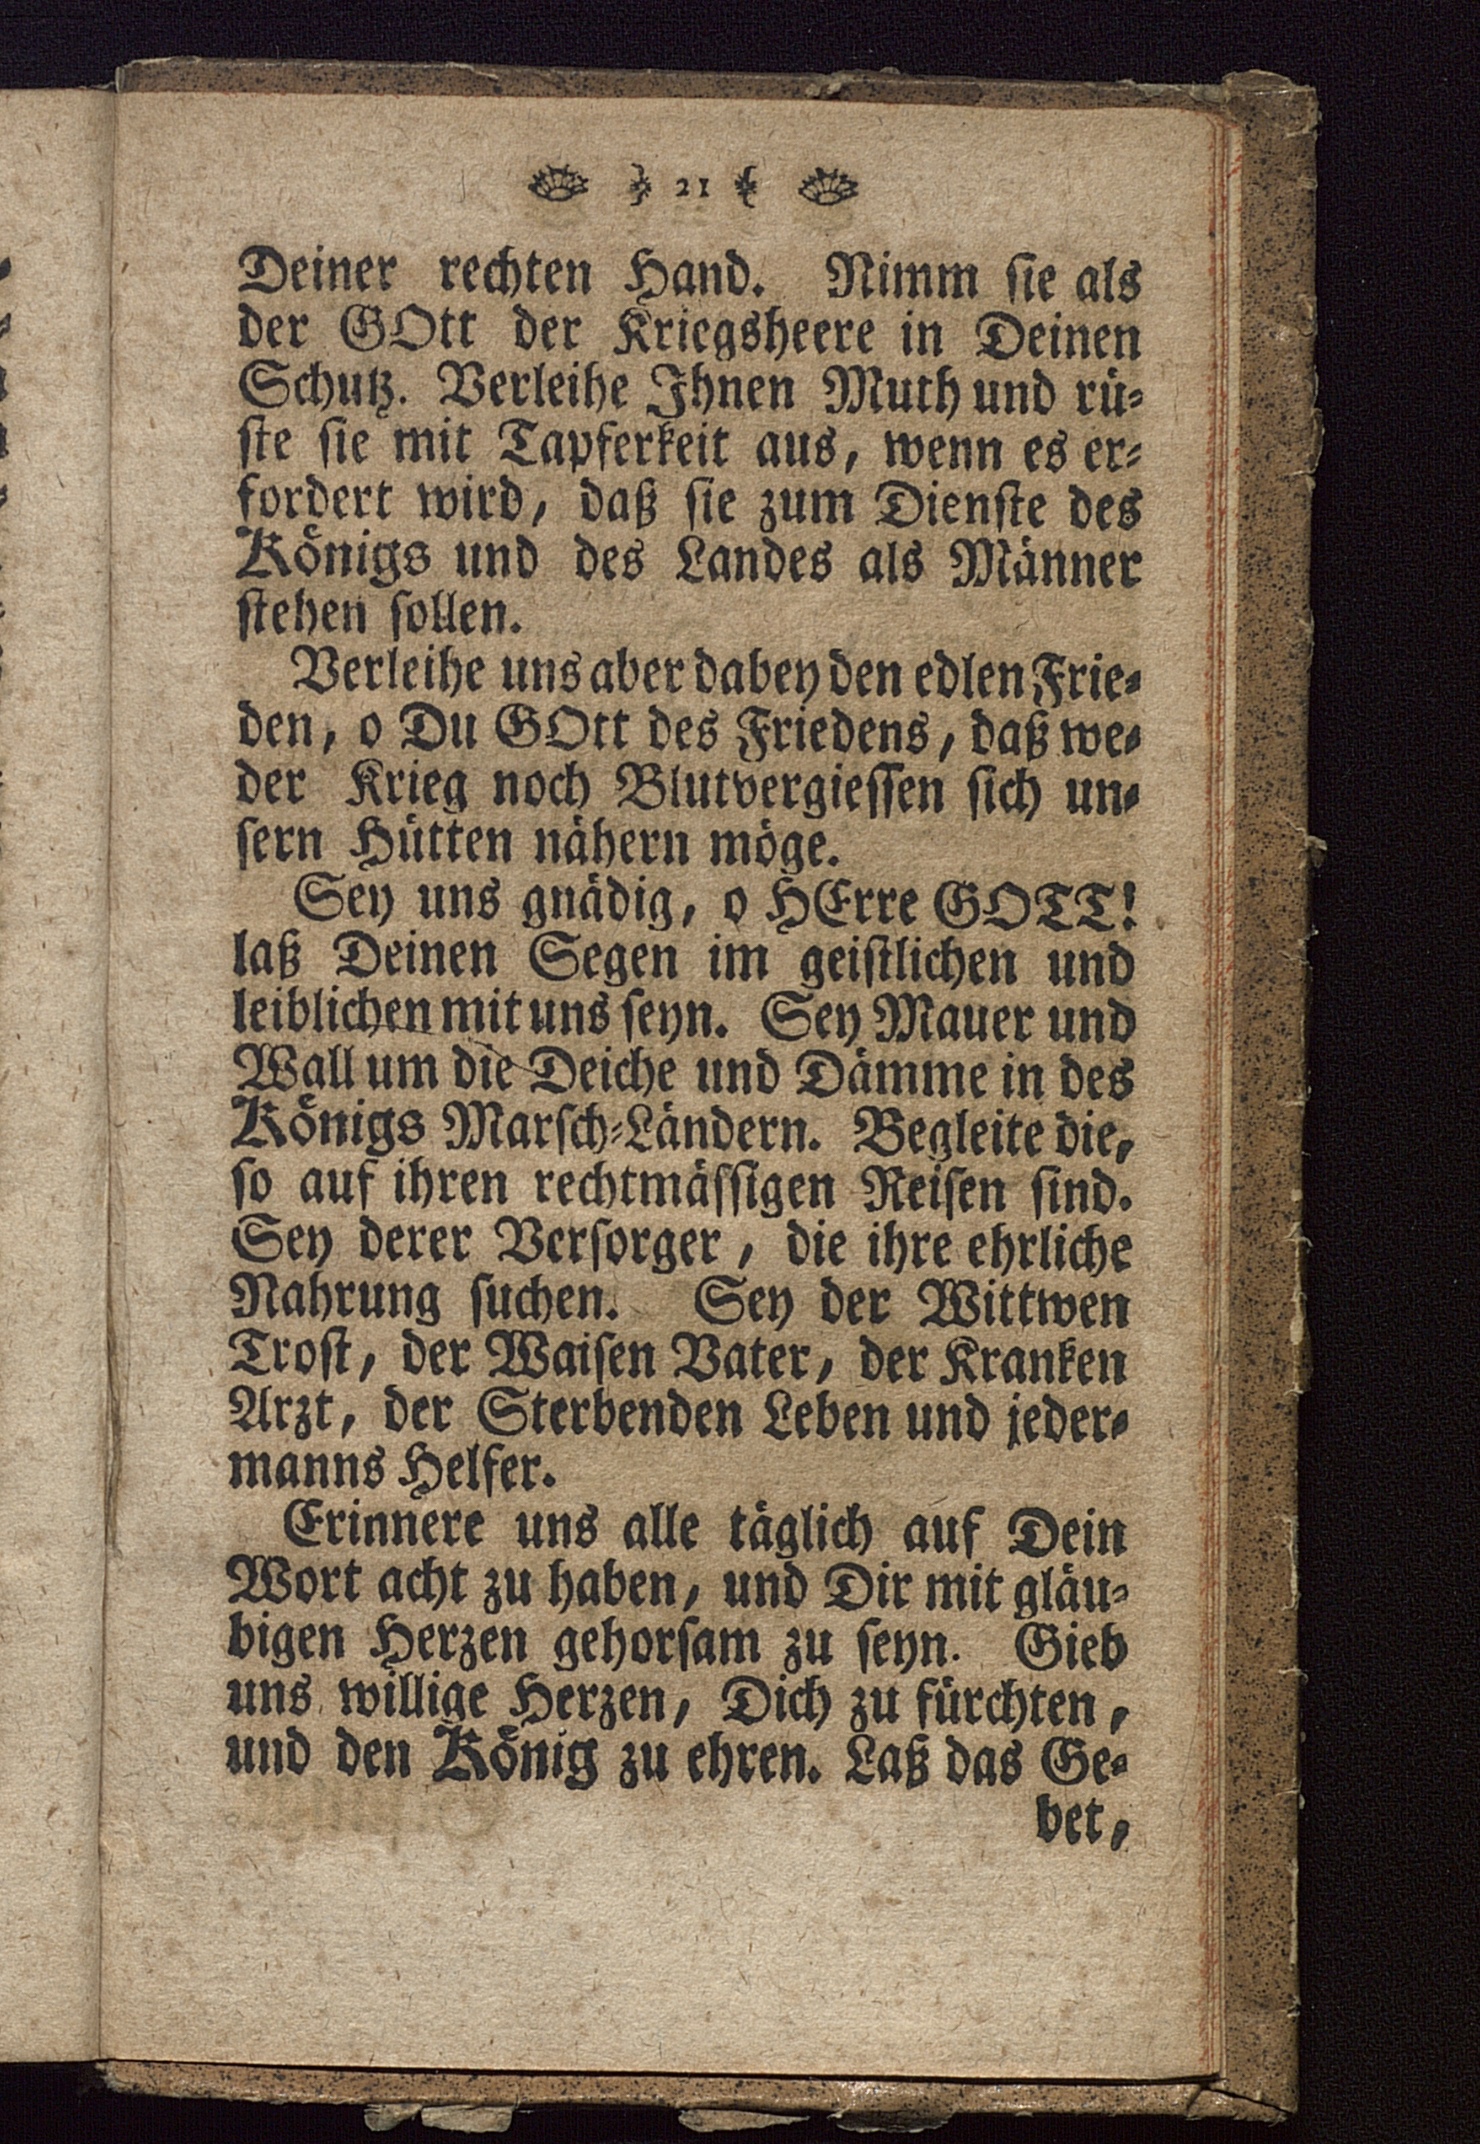 21
Deiner rechten Hand. Nimm sie als
der GOtt der Kriegsheere in Deinen
Schutz. Verleihe Ihnen Muth und rü-
ste sie mit Tapferkeit aus, wenn es er-
fordert wird, daß sie zum Dienste des
Königs und des Landes als Männer
stehen sollen.
Verleihe uns aber dabey den edlen Frie-
den, o Du GOtt des Friedens, daß we-
der Krieg noch Blutvergiessen sich un-
sern Hütten nähern möge.
Sey uns gnädig, o HErre GOTT!
laß Deinen Segen im geistlichen und
leiblichen mit uns seyn. Sey Mauer und
Wall um die Deiche und Dämme in des
Königs Marsch-Ländern. Begleite die,
so auf ihren rechtmässigen Reisen sind.
Sey derer Versorger, die ihre ehrliche
Nahrung suchen. Sey der Wittwen
Trost, der Waisen Vater, der Kranken
Arzt, der Sterbenden Leben und jeder-
manns Helfer.
Erinnere uns alle täglich auf Dein
Wort acht zu haben, und Dir mit gläu-
bigen Herzen gehorsam zu seyn. Gieb
uns willige Herzen, Dich zu fürchten,
und den König zu ehren. Laß das Ge-
bet,